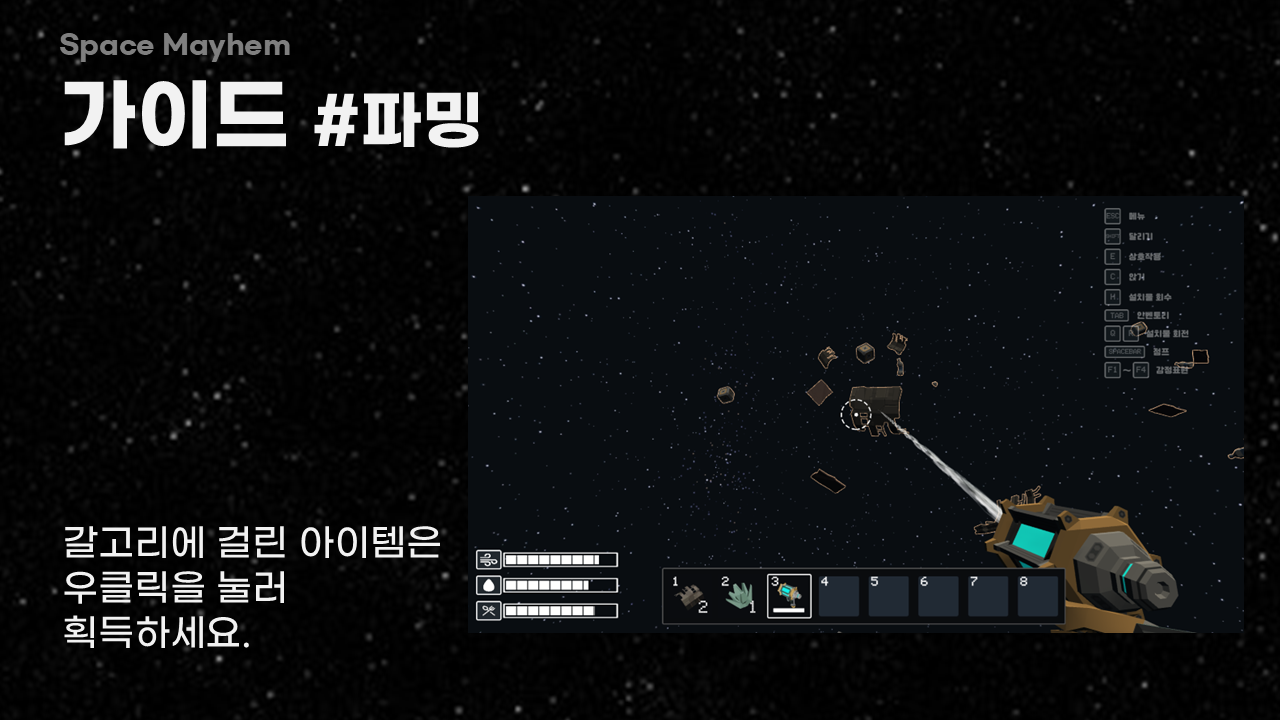 Space Mayhem
가이드 #파밍
ESC 메뉴
달리기
E 상호작용
C 앉기
H 설치물 회수
TAB 인벤토리
Q R 설치물 회전
SPACEBAR 점프
F1 ~ F4 감정표현
갈고리에 걸린 아이템은
우클릭을 눌러
획득하세요.
1 2 3 4 5 6 7 8
2 1